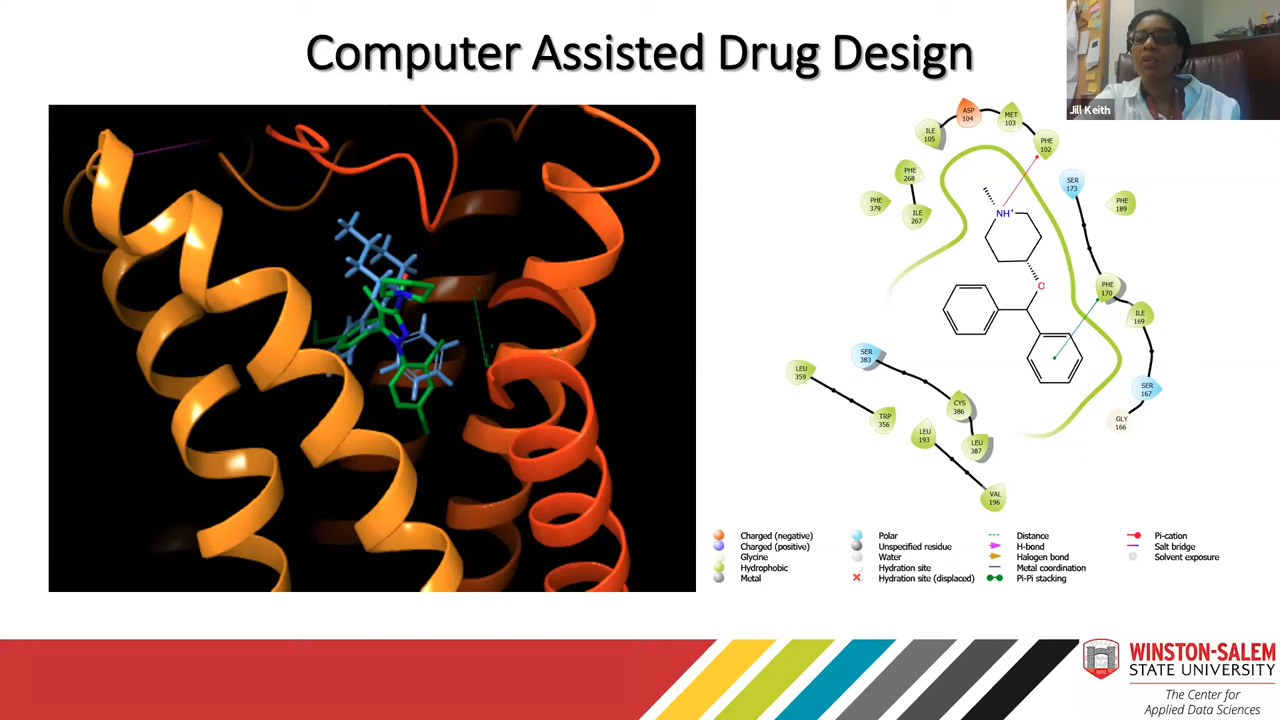 Computer Assisted Drug Design
Jill Keith
ASP
104
MET
103
ILE
105
PHE
102
PHE
268
SER
173
PHE
379
ILE
267
PHE
189
NH+
O
PHE
170
ILE
169
SER
383
LEU
359
SER
167
CYS
386
TRP
356
GLY
166
LEU
193
LEU
387
VAL
196
Charged (negative)
Charged (positive)
Glycine
Hydrophobic
Metal
Polar
Unspecified residue
Water
Hydration site
Hydration site (displaced)
Distance
H-bond
Halogen bond
Metal coordination
Pi-Pi stacking
Pi-cation
Salt bridge
Solvent exposure
1892
WINSTON-SALEM
STATE UNIVERSITY
The Center for
Applied Data Sciences